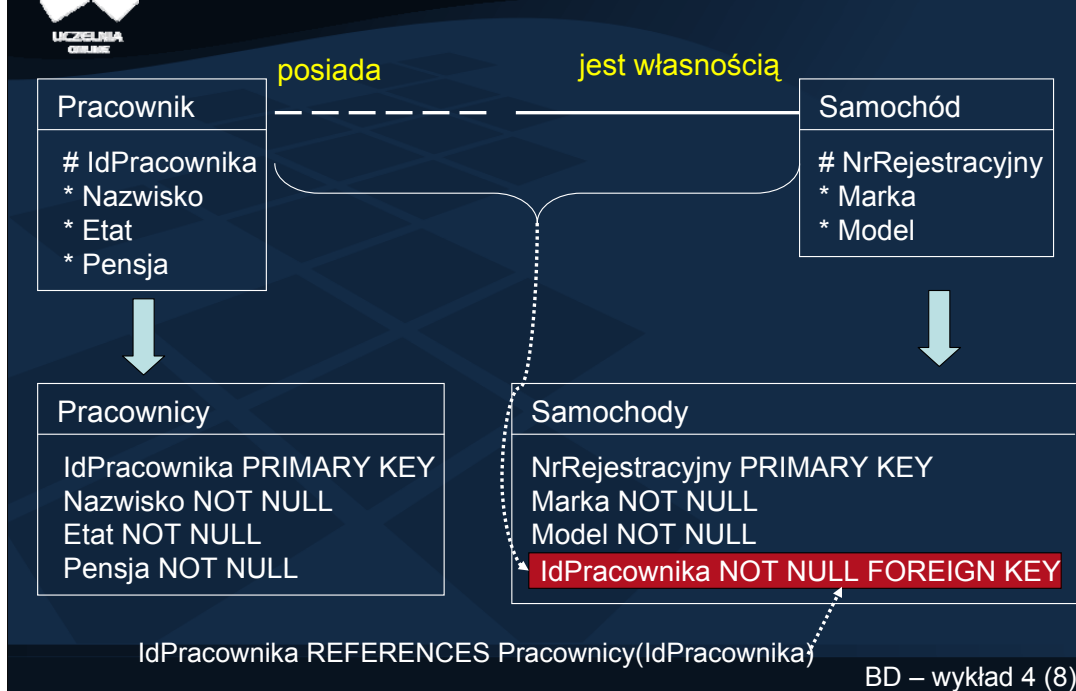 UCZELNIA
ONLINE
posiada
jest własnością
Pracownik
# IdPracownika
* Nazwisko
* Etat
* Pensja
Samochód
# NrRejestracyjny
* Marka
* Model
Pracownicy
IdPracownika PRIMARY KEY
Nazwisko NOT NULL
Etat NOT NULL
Pensja NOT NULL
Samochody
NrRejestracyjny PRIMARY KEY
Marka NOT NULL
Model NOT NULL
IdPracownika NOT NULL FOREIGN KEY
IdPracownika REFERENCES Pracownicy(IdPracownika)
BD – wykład 4 (8)